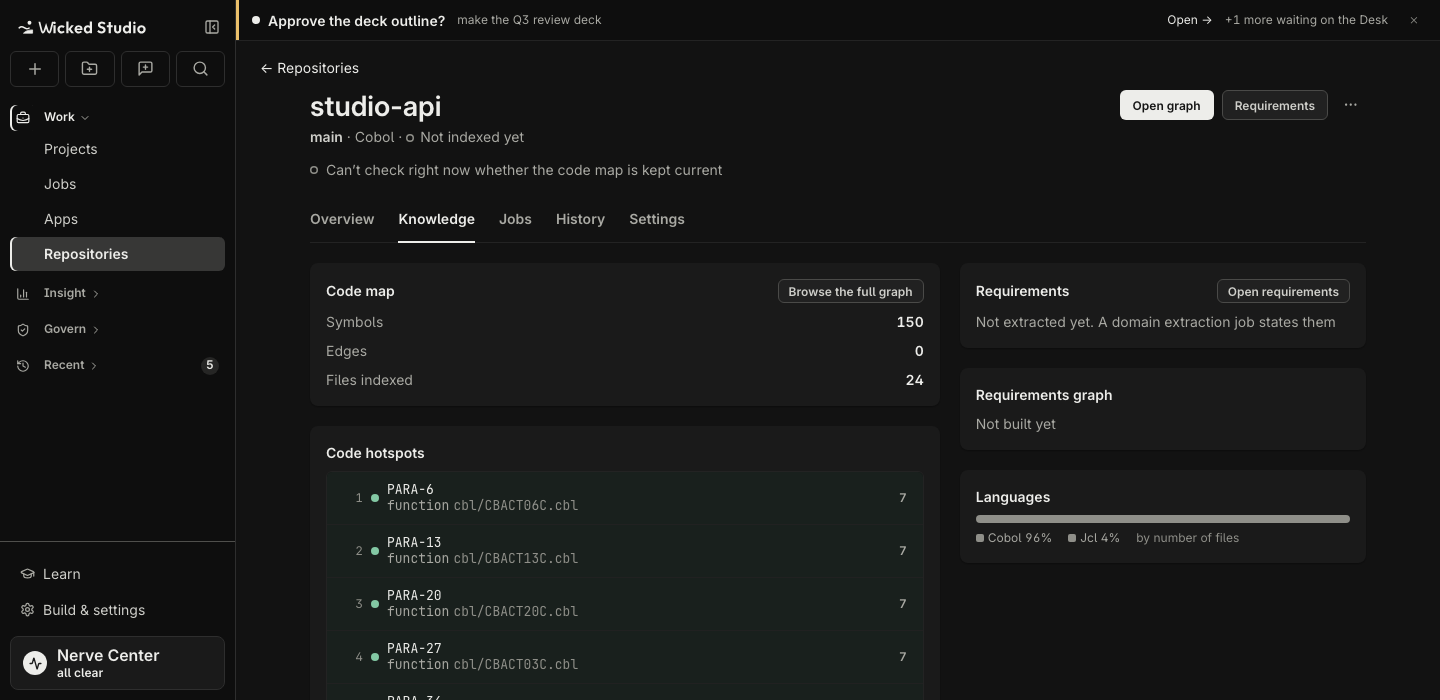 Wicked Studio
Approve the deck outline? make the Q3 review deck
Open → +1 more waiting on the Desk ×
Work
Projects
Jobs
Apps
Repositories
Insight
Govern
Recent 5
Learn
Build & settings
Nerve Center
all clear
← Repositories
studio-api
Open graph Requirements ···
main · Cobol · Not indexed yet
Can’t check right now whether the code map is kept current
Overview Knowledge Jobs History Settings
Code map Browse the full graph
Symbols 150
Edges 0
Files indexed 24
Code hotspots
1 PARA-6 7
function cbl/CBACT06C.cbl
2 PARA-13 7
function cbl/CBACT13C.cbl
3 PARA-20 7
function cbl/CBACT20C.cbl
4 PARA-27 7
function cbl/CBACT03C.cbl
Requirements Open requirements
Not extracted yet. A domain extraction job states them
Requirements graph
Not built yet
Languages
Cobol 96% Jcl 4% by number of files